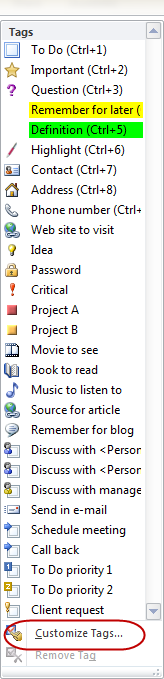 Tags
To Do (Ctrl+1)
Important (Ctrl+2)
Question (Ctrl+3)
Remember for later (
Definition (Ctrl+5)
Highlight (Ctrl+6)
Contact (Ctrl+7)
Address (Ctrl+8)
Phone number (Ctrl+
Web site to visit
Idea
Password
Critical
Project A
Project B
Movie to see
Book to read
Music to listen to
Source for article
Remember for blog
Discuss with <Person
Discuss with <Person
Discuss with manage
Send in e-mail
Schedule meeting
Call back
To Do priority 1
To Do priority 2
Client request
Customize Tags...
Remove Tag